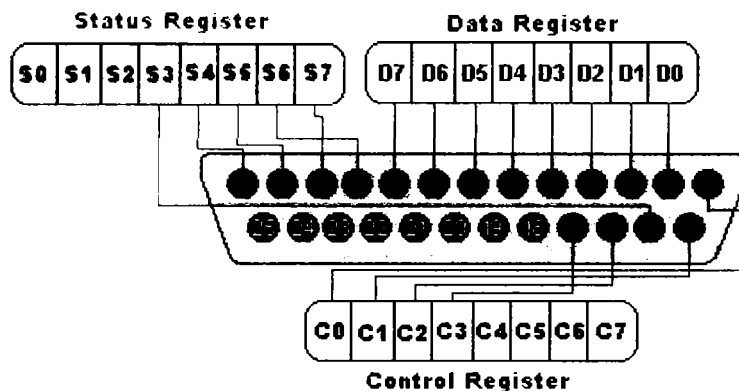 Status Register
Data Register
S0 S1 S2 S3 S4 S5 S6 S7
D7 D6 D5 D4 D3 D2 D1 D0
C0 C1 C2 C3 C4 C5 C6 C7
Control Register